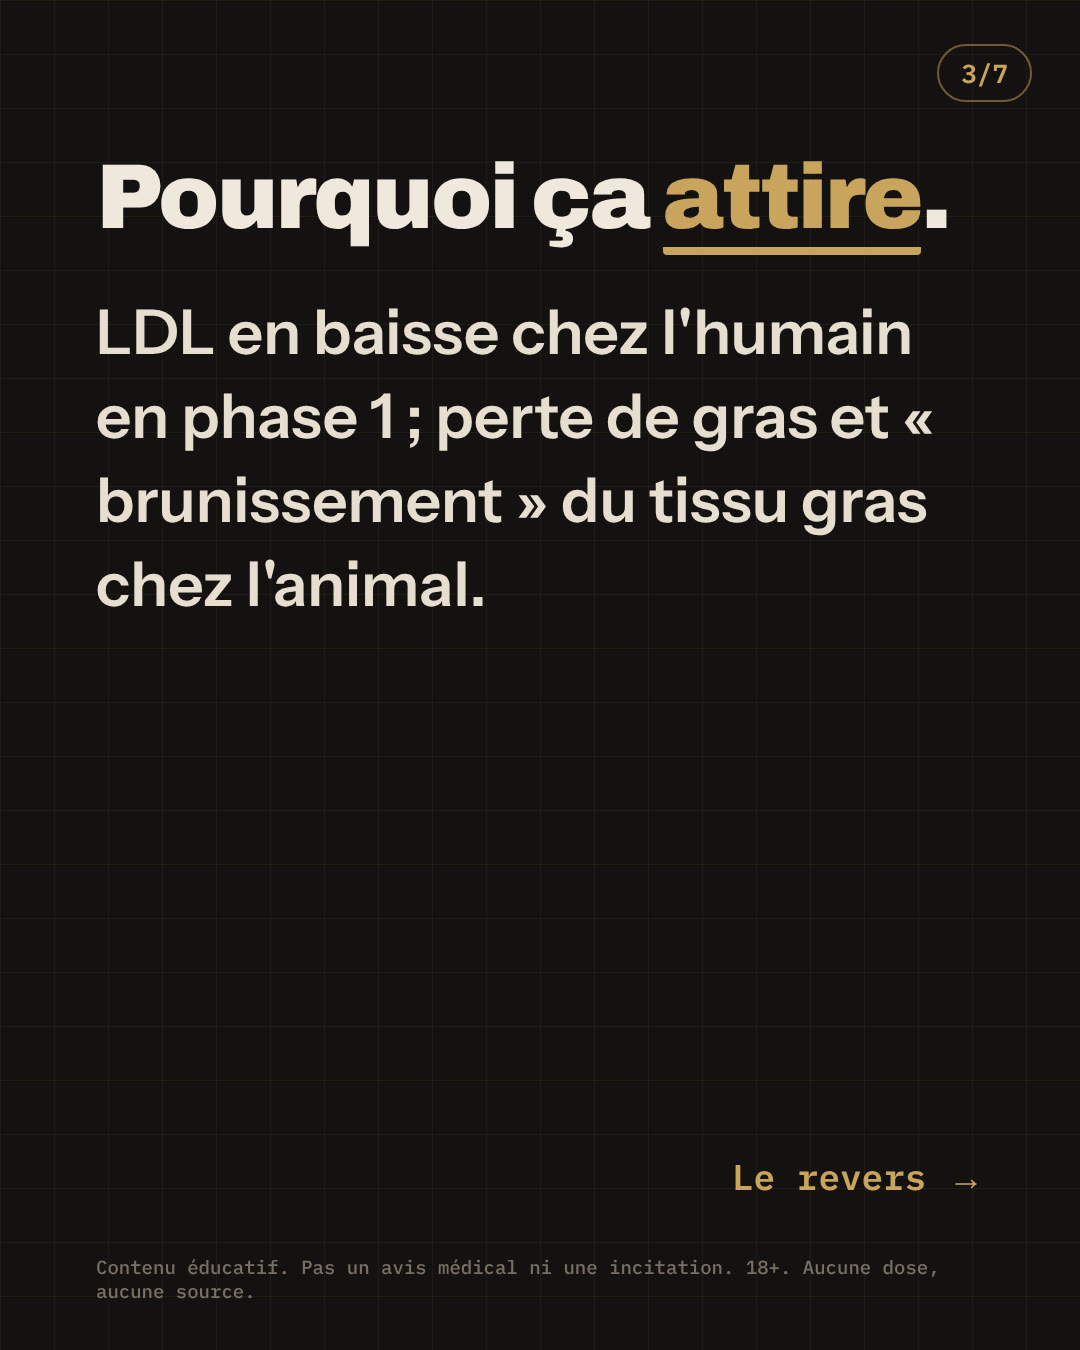 3/7
Pourquoi ça attire.
LDL en baisse chez l'humain
en phase 1 ; perte de gras et «
brunissement » du tissu gras
chez l'animal.
Le revers →
Contenu éducatif. Pas un avis médical ni une incitation. 18+. Aucune dose,
aucune source.